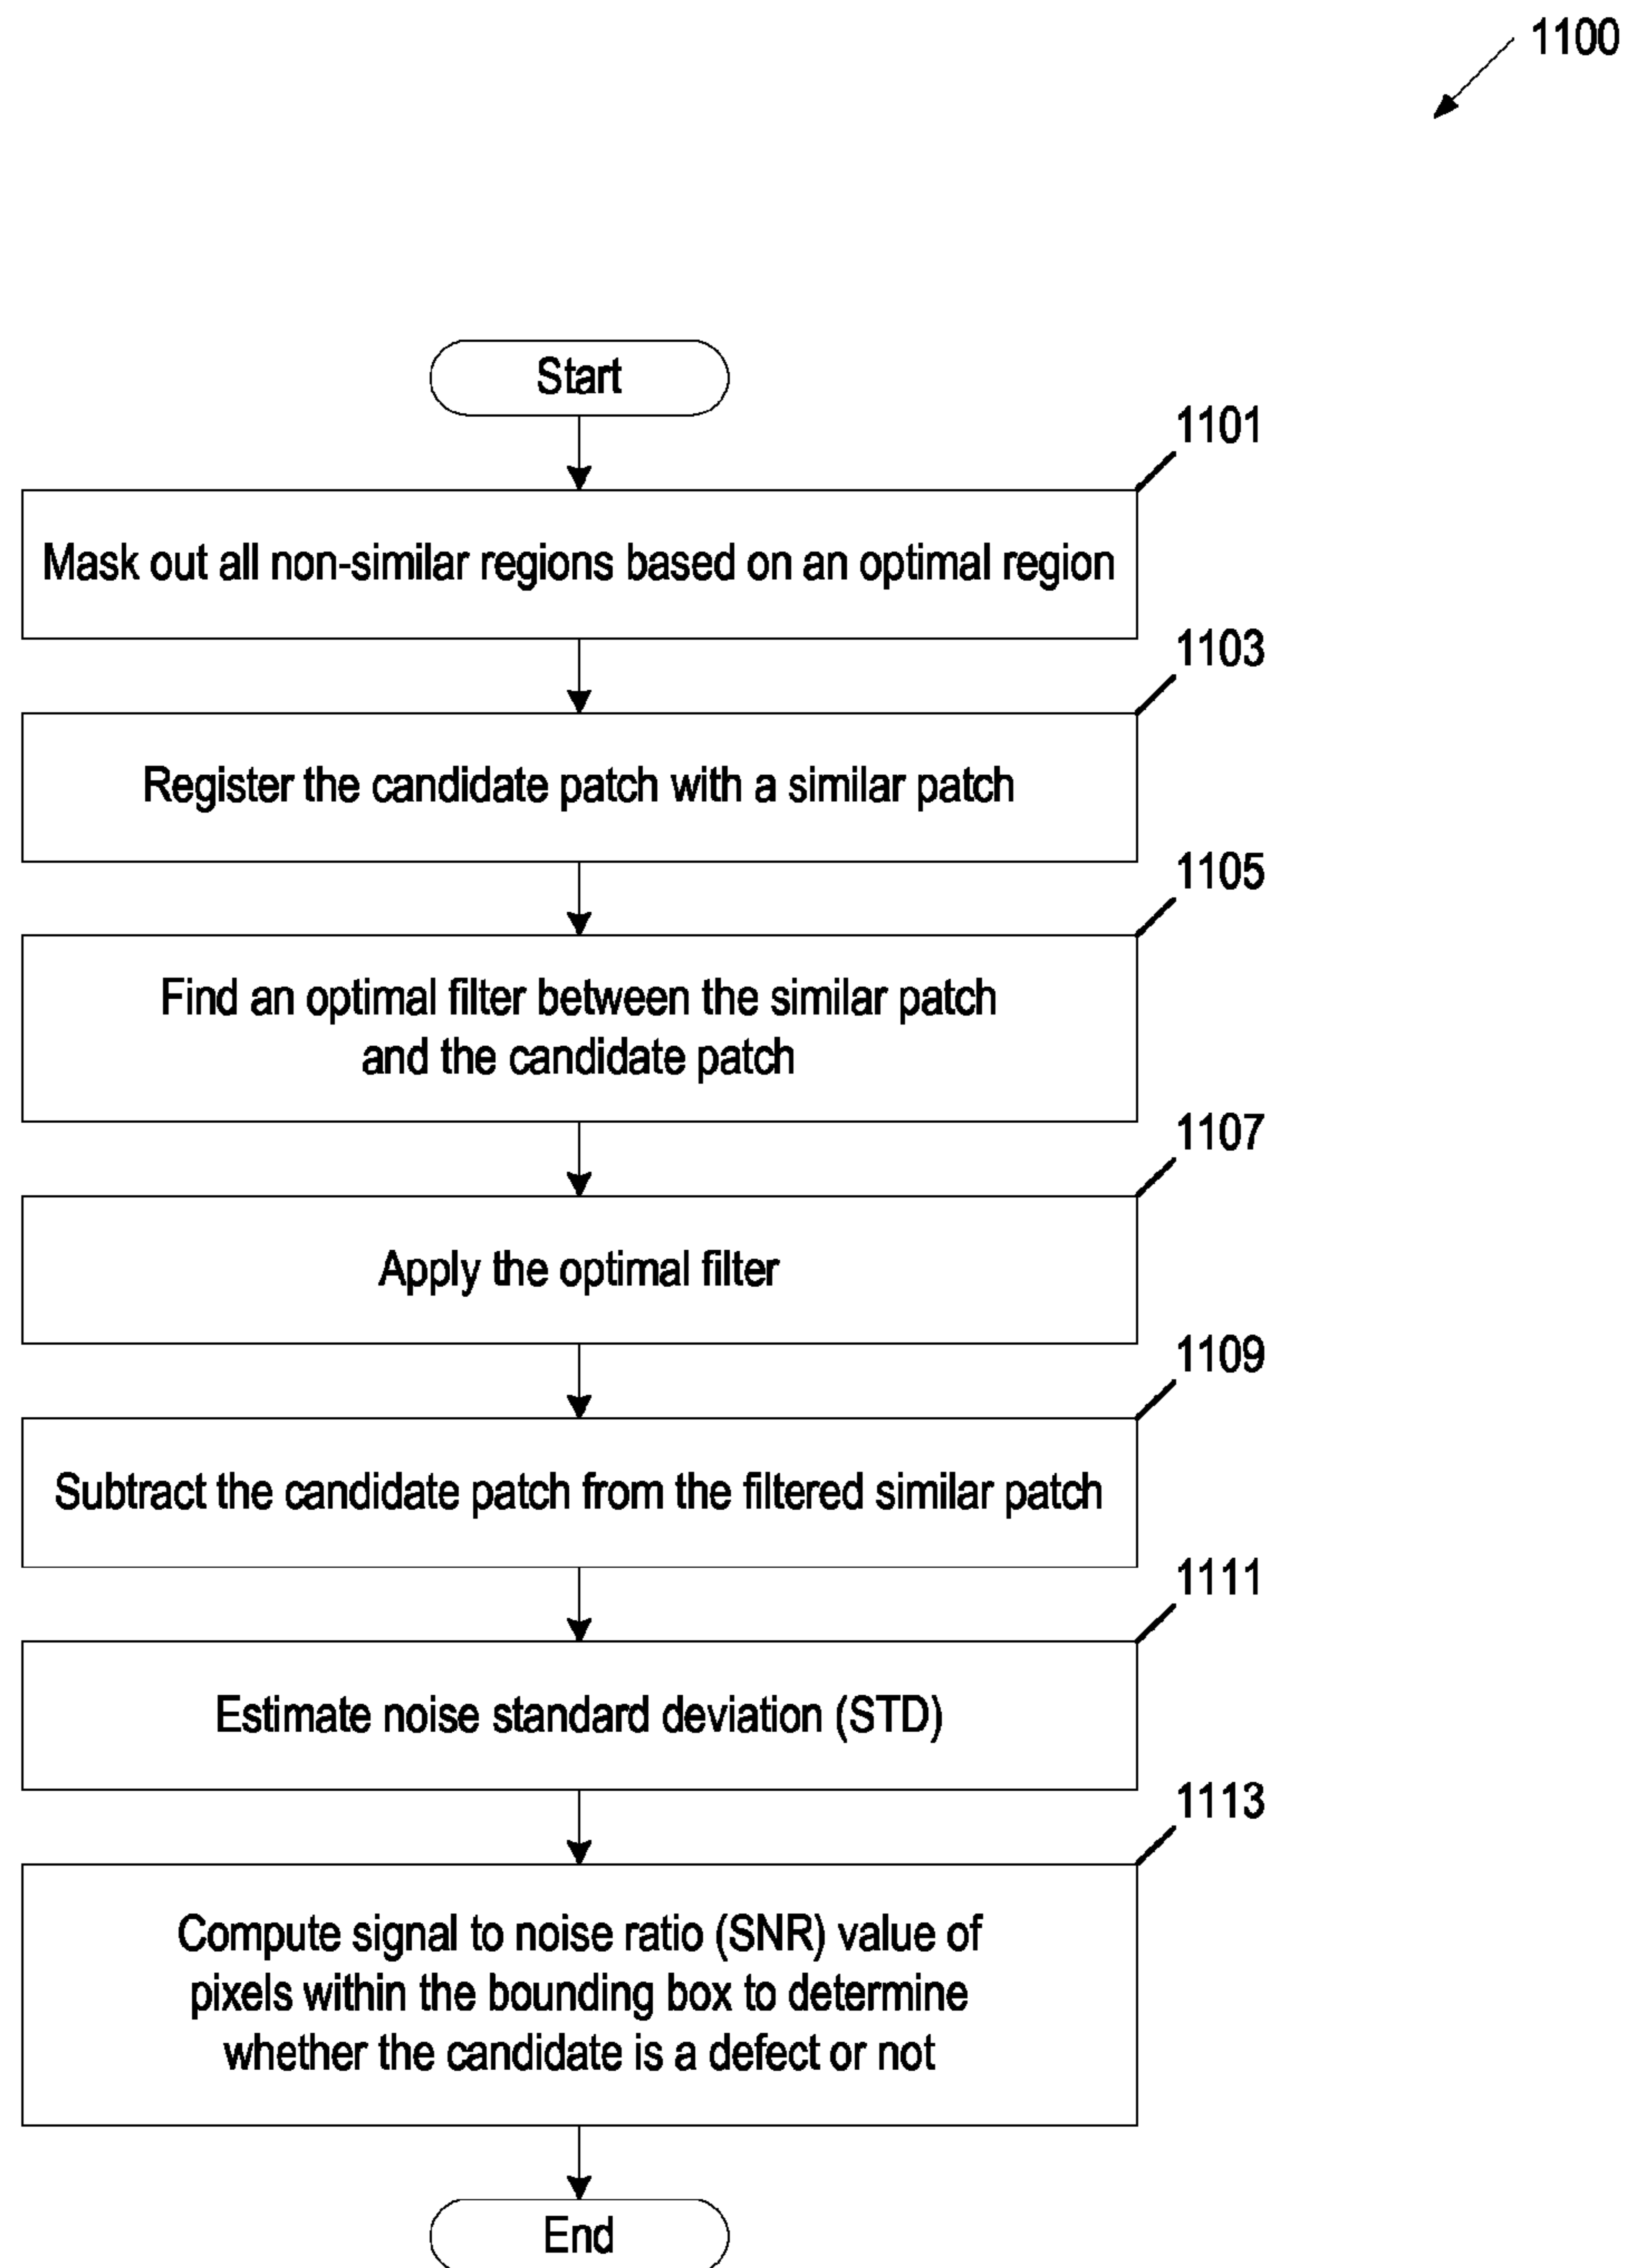 1100
Start
1101
Mask out all non-similar regions based on an optimal region
1103
Register the candidate patch with a similar patch
1105
Find an optimal filter between the similar patch
and the candidate patch
1107
Apply the optimal filter
1109
Subtract the candidate patch from the filtered similar patch
1111
Estimate noise standard deviation (STD)
1113
Compute signal to noise ratio (SNR) value of
pixels within the bounding box to determine
whether the candidate is a defect or not
End